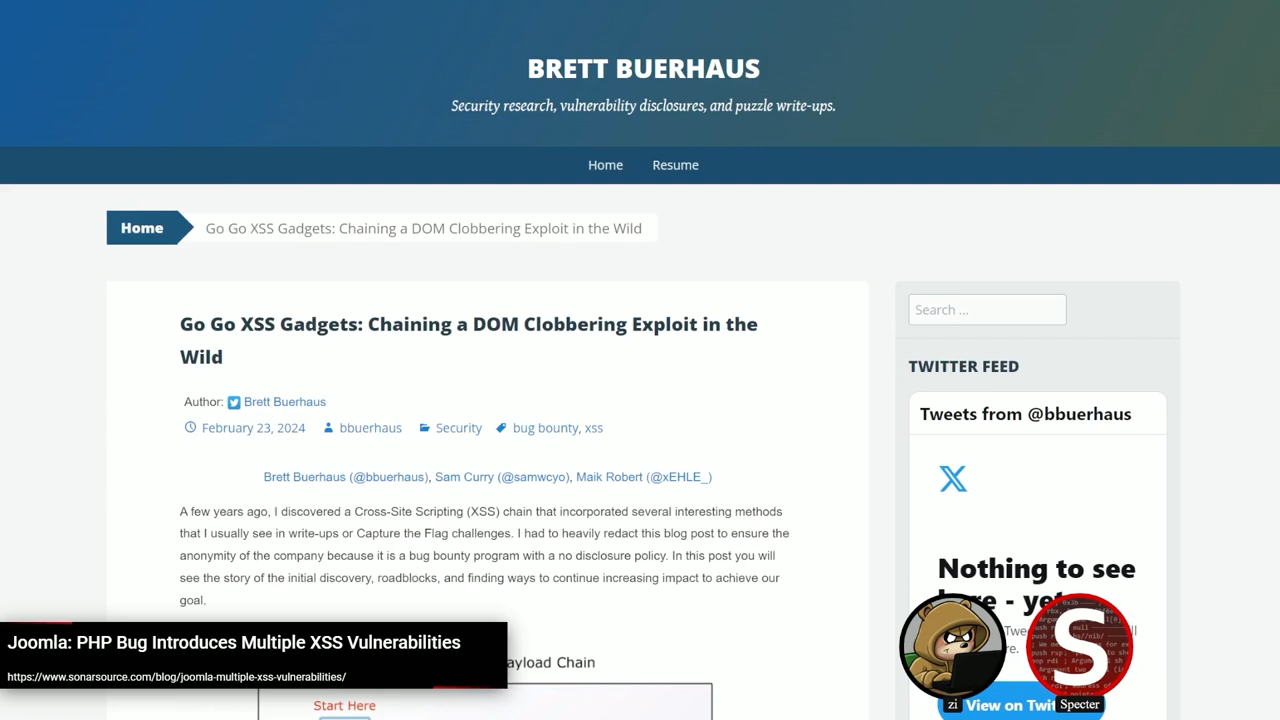 BRETT BUERHAUS
Security research, vulnerability disclosures, and puzzle write-ups.
Home Resume
Home Go Go XSS Gadgets: Chaining a DOM Clobbering Exploit in the Wild
Go Go XSS Gadgets: Chaining a DOM Clobbering Exploit in the
Wild
Author: Brett Buerhaus
February 23, 2024 bbuerhaus Security bug bounty, xss
Brett Buerhaus (@bbuerhaus), Sam Curry (@samwcyo), Maik Robert (@xEHLE_)
A few years ago, I discovered a Cross-Site Scripting (XSS) chain that incorporated several interesting methods
that I usually see in write-ups or Capture the Flag challenges. I had to heavily redact this blog post to ensure the
anonymity of the company because it is a bug bounty program with a no disclosure policy. In this post you will
see the story of the initial discovery, roadblocks, and finding ways to continue increasing impact to achieve our
goal.
ayload Chain
Start Here
Search ...
TWITTER FEED
Tweets from @bbuerhaus
Nothing to see
here - yet
View on Twit
Joomla: PHP Bug Introduces Multiple XSS Vulnerabilities
https://www.sonarsource.com/blog/joomla-multiple-xss-vulnerabilities/
zi
S
Specter